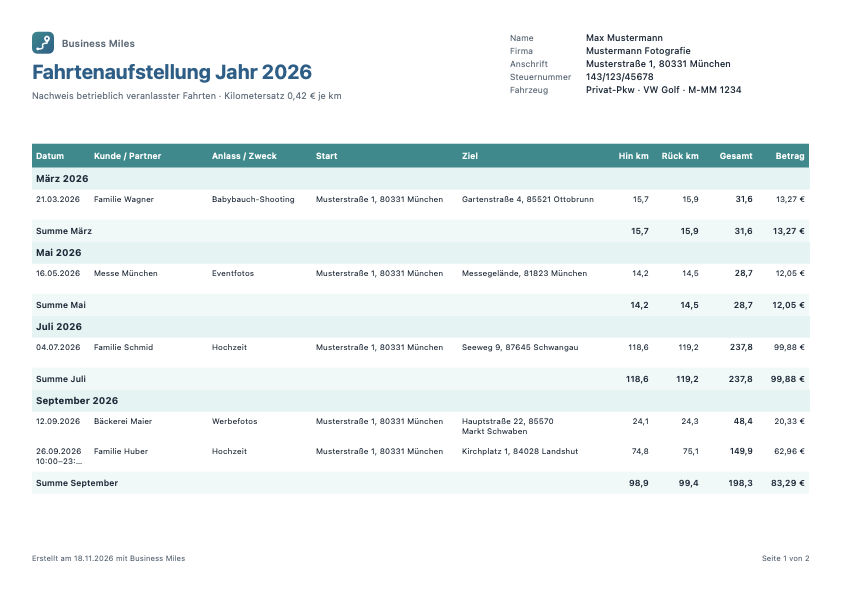 Business Miles
Fahrtenaufstellung Jahr 2026
Nachweis betrieblich veranlasster Fahrten · Kilometersatz 0,42 € je km
Name Max Mustermann
Firma Mustermann Fotografie
Anschrift Musterstraße 1, 80331 München
Steuernummer 143/123/45678
Fahrzeug Privat-Pkw · VW Golf · M-MM 1234
Datum Kunde / Partner Anlass / Zweck Start Ziel Hin km Rück km Gesamt Betrag
März 2026
21.03.2026 Familie Wagner Babybauch-Shooting Musterstraße 1, 80331 München Gartenstraße 4, 85521 Ottobrunn 15,7 15,9 31,6 13,27 €
Summe März 15,7 15,9 31,6 13,27 €
Mai 2026
16.05.2026 Messe München Eventfotos Musterstraße 1, 80331 München Messegelände, 81823 München 14,2 14,5 28,7 12,05 €
Summe Mai 14,2 14,5 28,7 12,05 €
Juli 2026
04.07.2026 Familie Schmid Hochzeit Musterstraße 1, 80331 München Seeweg 9, 87645 Schwangau 118,6 119,2 237,8 99,88 €
Summe Juli 118,6 119,2 237,8 99,88 €
September 2026
12.09.2026 Bäckerei Maier Werbefotos Musterstraße 1, 80331 München Hauptstraße 22, 85570 24,1 24,3 48,4 20,33 €
Markt Schwaben
26.09.2026 Familie Huber Hochzeit Musterstraße 1, 80331 München Kirchplatz 1, 84028 Landshut 74,8 75,1 149,9 62,96 €
10:00–23:...
Summe September 98,9 99,4 198,3 83,29 €
Erstellt am 18.11.2026 mit Business Miles Seite 1 von 2